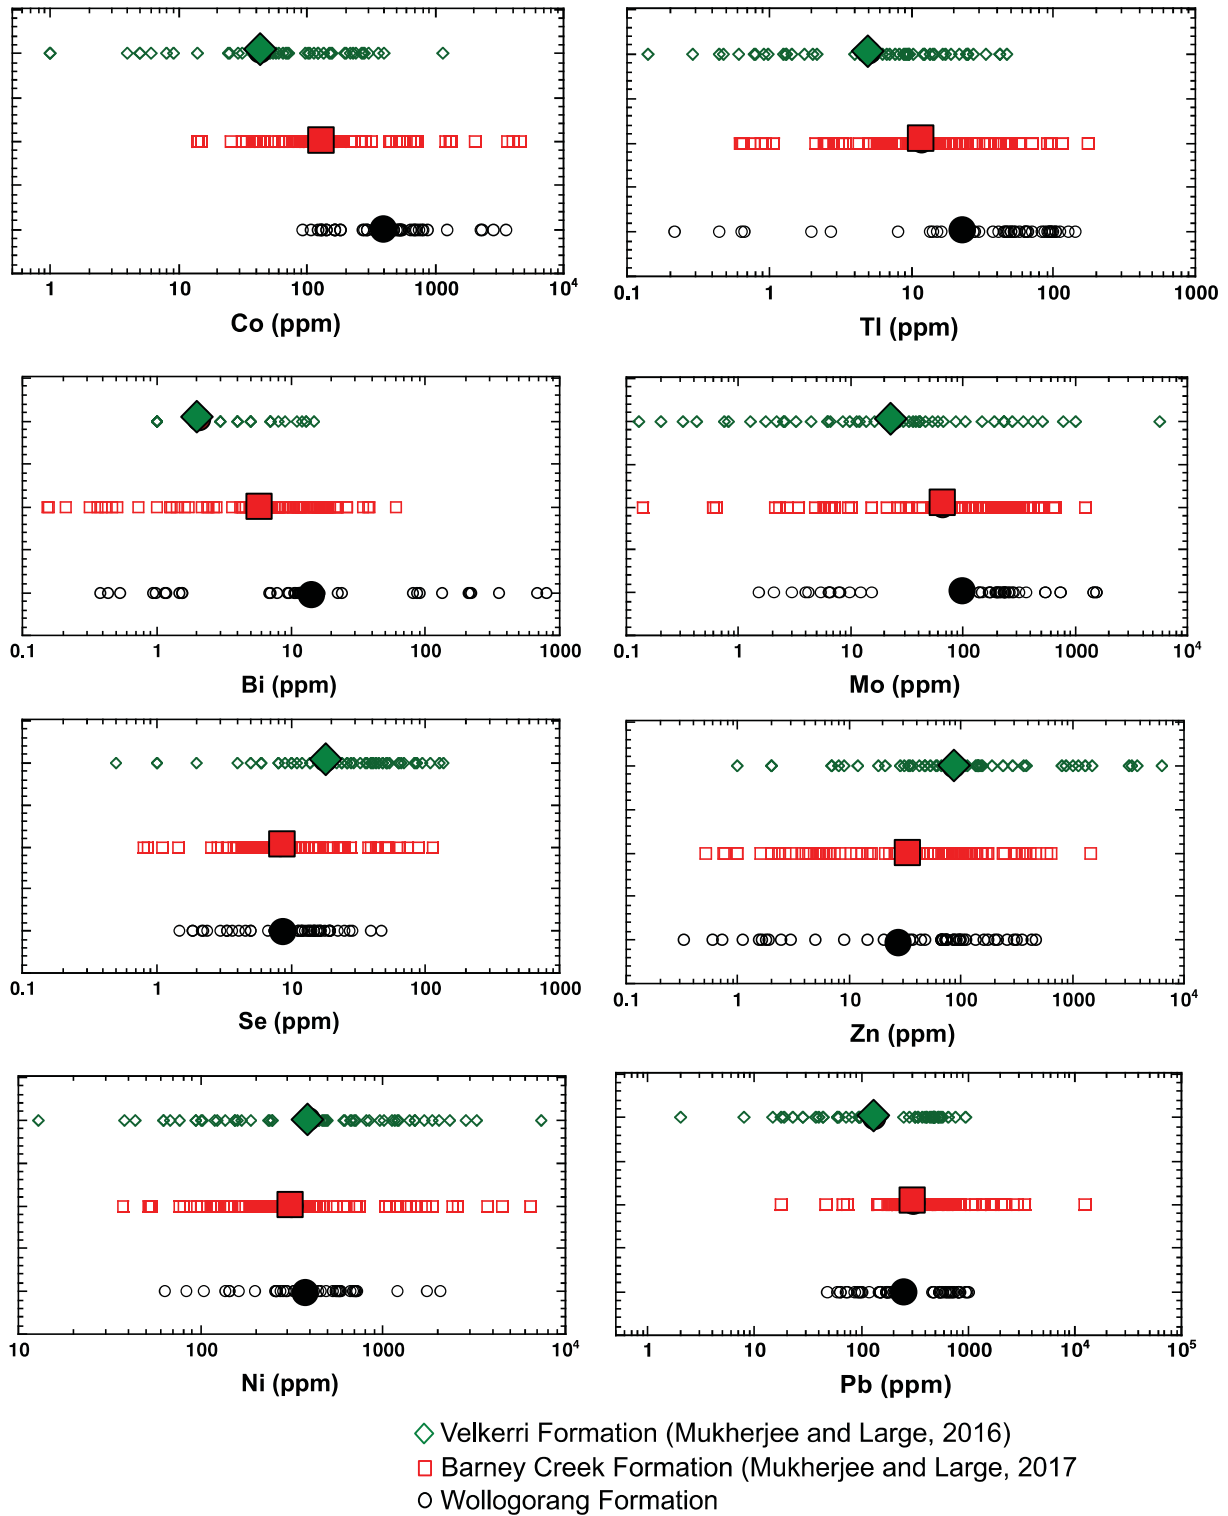 1 10 100 1000 10⁴
Co (ppm)
0.1 1 10 100 1000
Tl (ppm)
0.1 1 10 100 1000
Bi (ppm)
0.1 1 10 100 1000 10⁴
Mo (ppm)
0.1 1 10 100 1000
Se (ppm)
0.1 1 10 100 1000 10⁴
Zn (ppm)
10 100 1000 10⁴
Ni (ppm)
1 10 100 1000 10⁴ 10⁵
Pb (ppm)
Velkerri Formation (Mukherjee and Large, 2016)
Barney Creek Formation (Mukherjee and Large, 2017
Wollogorang Formation